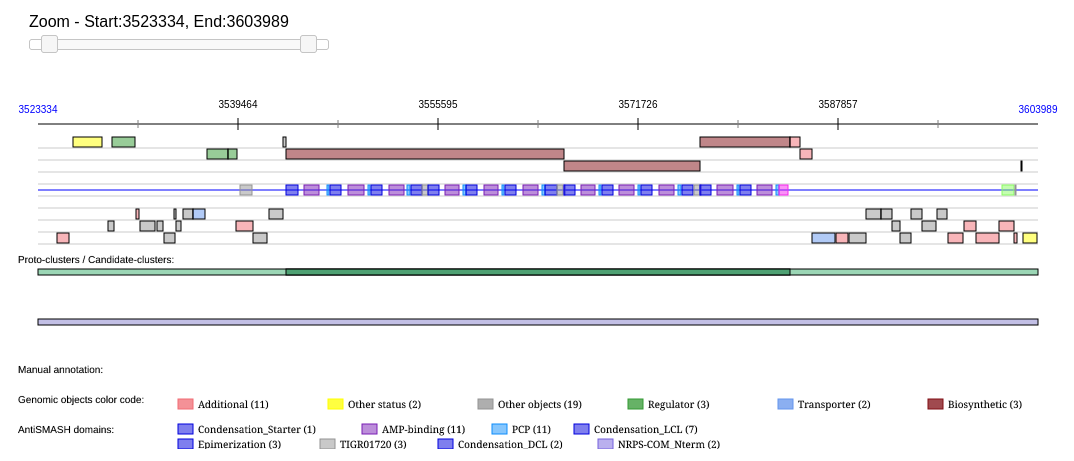 Zoom - Start:3523334, End:3603989
3523334 3539464 3555595 3571726 3587857 3603989
Proto-clusters / Candidate-clusters:
Manual annotation:
Genomic objects color code: Additional (11) Other status (2) Other objects (19) Regulator (3) Transporter (2) Biosynthetic (3)
AntiSMASH domains: Condensation_Starter (1) AMP-binding (11) PCP (11) Condensation_LCL (7)
Epimerization (3) TIGR01720 (3) Condensation_DCL (2) NRPS-COM_Nterm (2)